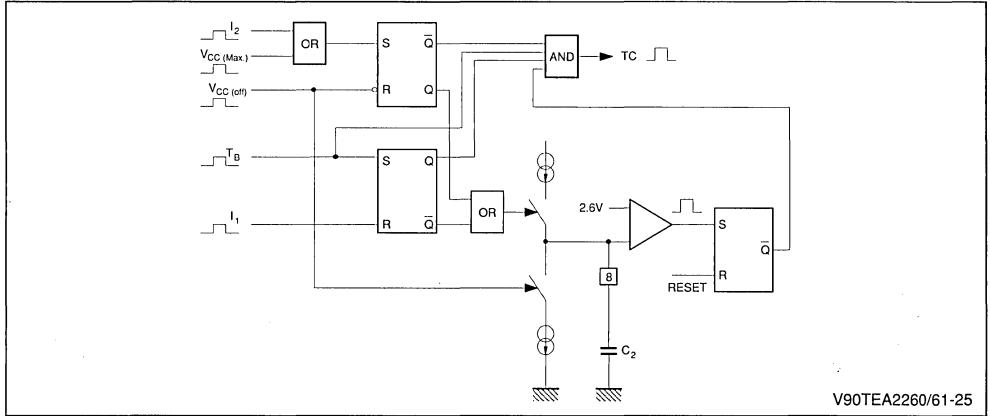 I2
OR
S
Q
VCC (Max.)
VCC (off)
R
Q
AND
TC
TB
S
Q
I1
R
Q
OR
2.6V
S
Q
R
RESET
8
C2
V90TEA2260/61-25